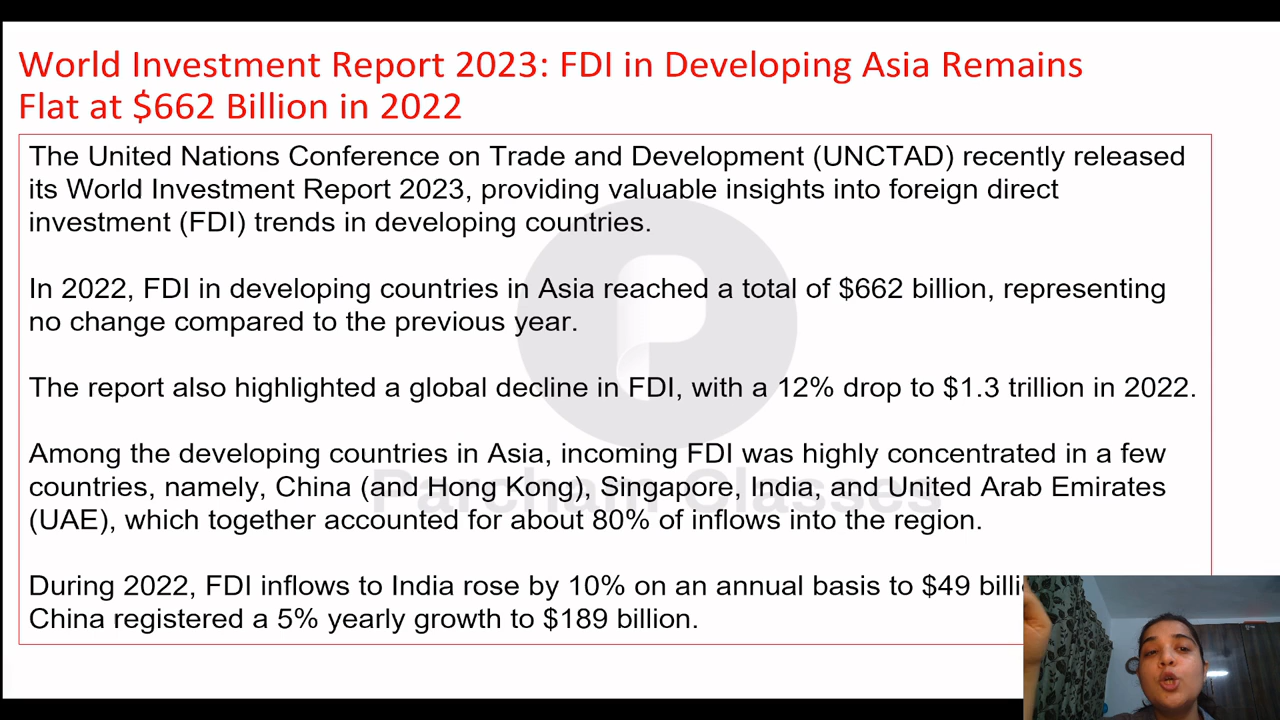 World Investment Report 2023: FDI in Developing Asia Remains
Flat at $662 Billion in 2022
The United Nations Conference on Trade and Development (UNCTAD) recently released
its World Investment Report 2023, providing valuable insights into foreign direct
investment (FDI) trends in developing countries.
In 2022, FDI in developing countries in Asia reached a total of $662 billion, representing
no change compared to the previous year.
The report also highlighted a global decline in FDI, with a 12% drop to $1.3 trillion in 2022.
Among the developing countries in Asia, incoming FDI was highly concentrated in a few
countries, namely, China (and Hong Kong), Singapore, India, and United Arab Emirates
(UAE), which together accounted for about 80% of inflows into the region.
During 2022, FDI inflows to India rose by 10% on an annual basis to $49
China registered a 5% yearly growth to $189 billion.
Parcham Classes